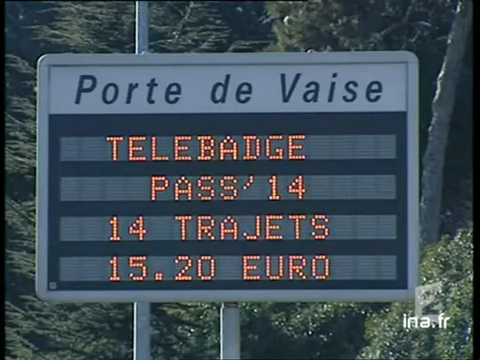 Porte de Vaise
TELEBADGE
PASS'14
14 TRAJETS
15.20 EURO
ina.fr